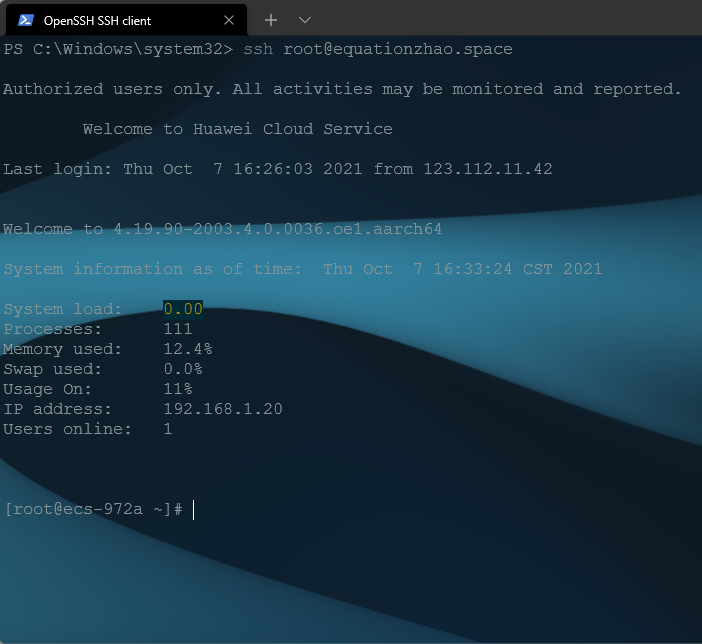 OpenSSH SSH client
PS C:\Windows\system32> ssh root@equationzhao.space
Authorized users only. All activities may be monitored and reported.
Welcome to Huawei Cloud Service
Last login: Thu Oct  7 16:26:03 2021 from 123.112.11.42
Welcome to 4.19.90-2003.4.0.0036.oe1.aarch64
System information as of time:  Thu Oct  7 16:33:24 CST 2021
System load:    0.00
Processes:      111
Memory used:    12.4%
Swap used:      0.0%
Usage On:       11%
IP address:     192.168.1.20
Users online:   1
[root@ecs-972a ~]#